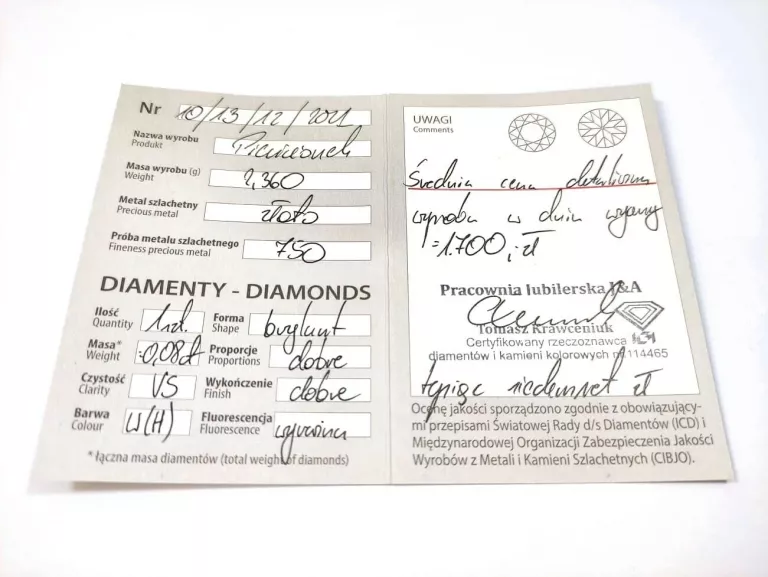 Nr 10/13/12/2021
Nazwa wyrobu Pierścionek
Produkt
Masa wyrobu (g) 2,360
Weight
Metal szlachetny złoto
Precious metal
Próba metalu szlachetnego 750
Fineness precious metal
DIAMENTY - DIAMONDS
Ilość 1szt. Forma brylant
Quantity Shape
Masa* ~0,08ct Proporcje dobre
Weight Proportions
Czystość VS Wykończenie dobre
Clarity Finish
Barwa W(H) Fluorescencja
Colour Fluorescence
* łączna masa diamentów (total weight of diamonds)
UWAGI
Comments
Średnia cena detaliczna
wyrobu w dniu wyceny
=1.700,- zł
Pracownia Jubilerska J&A
Tomasz Krawceniuk
Certyfikowany rzeczoznawca
diamentów i kamieni kolorowych nr 114465
tysiąc siedemset zł
Ocenę jakości sporządzono zgodnie z obowiązujący-
mi przepisami Światowej Rady d/s Diamentów (ICD) i
Międzynarodowej Organizacji Zabezpieczenia Jakości
Wyrobów z Metali i Kamieni Szlachetnych (CIBJO).